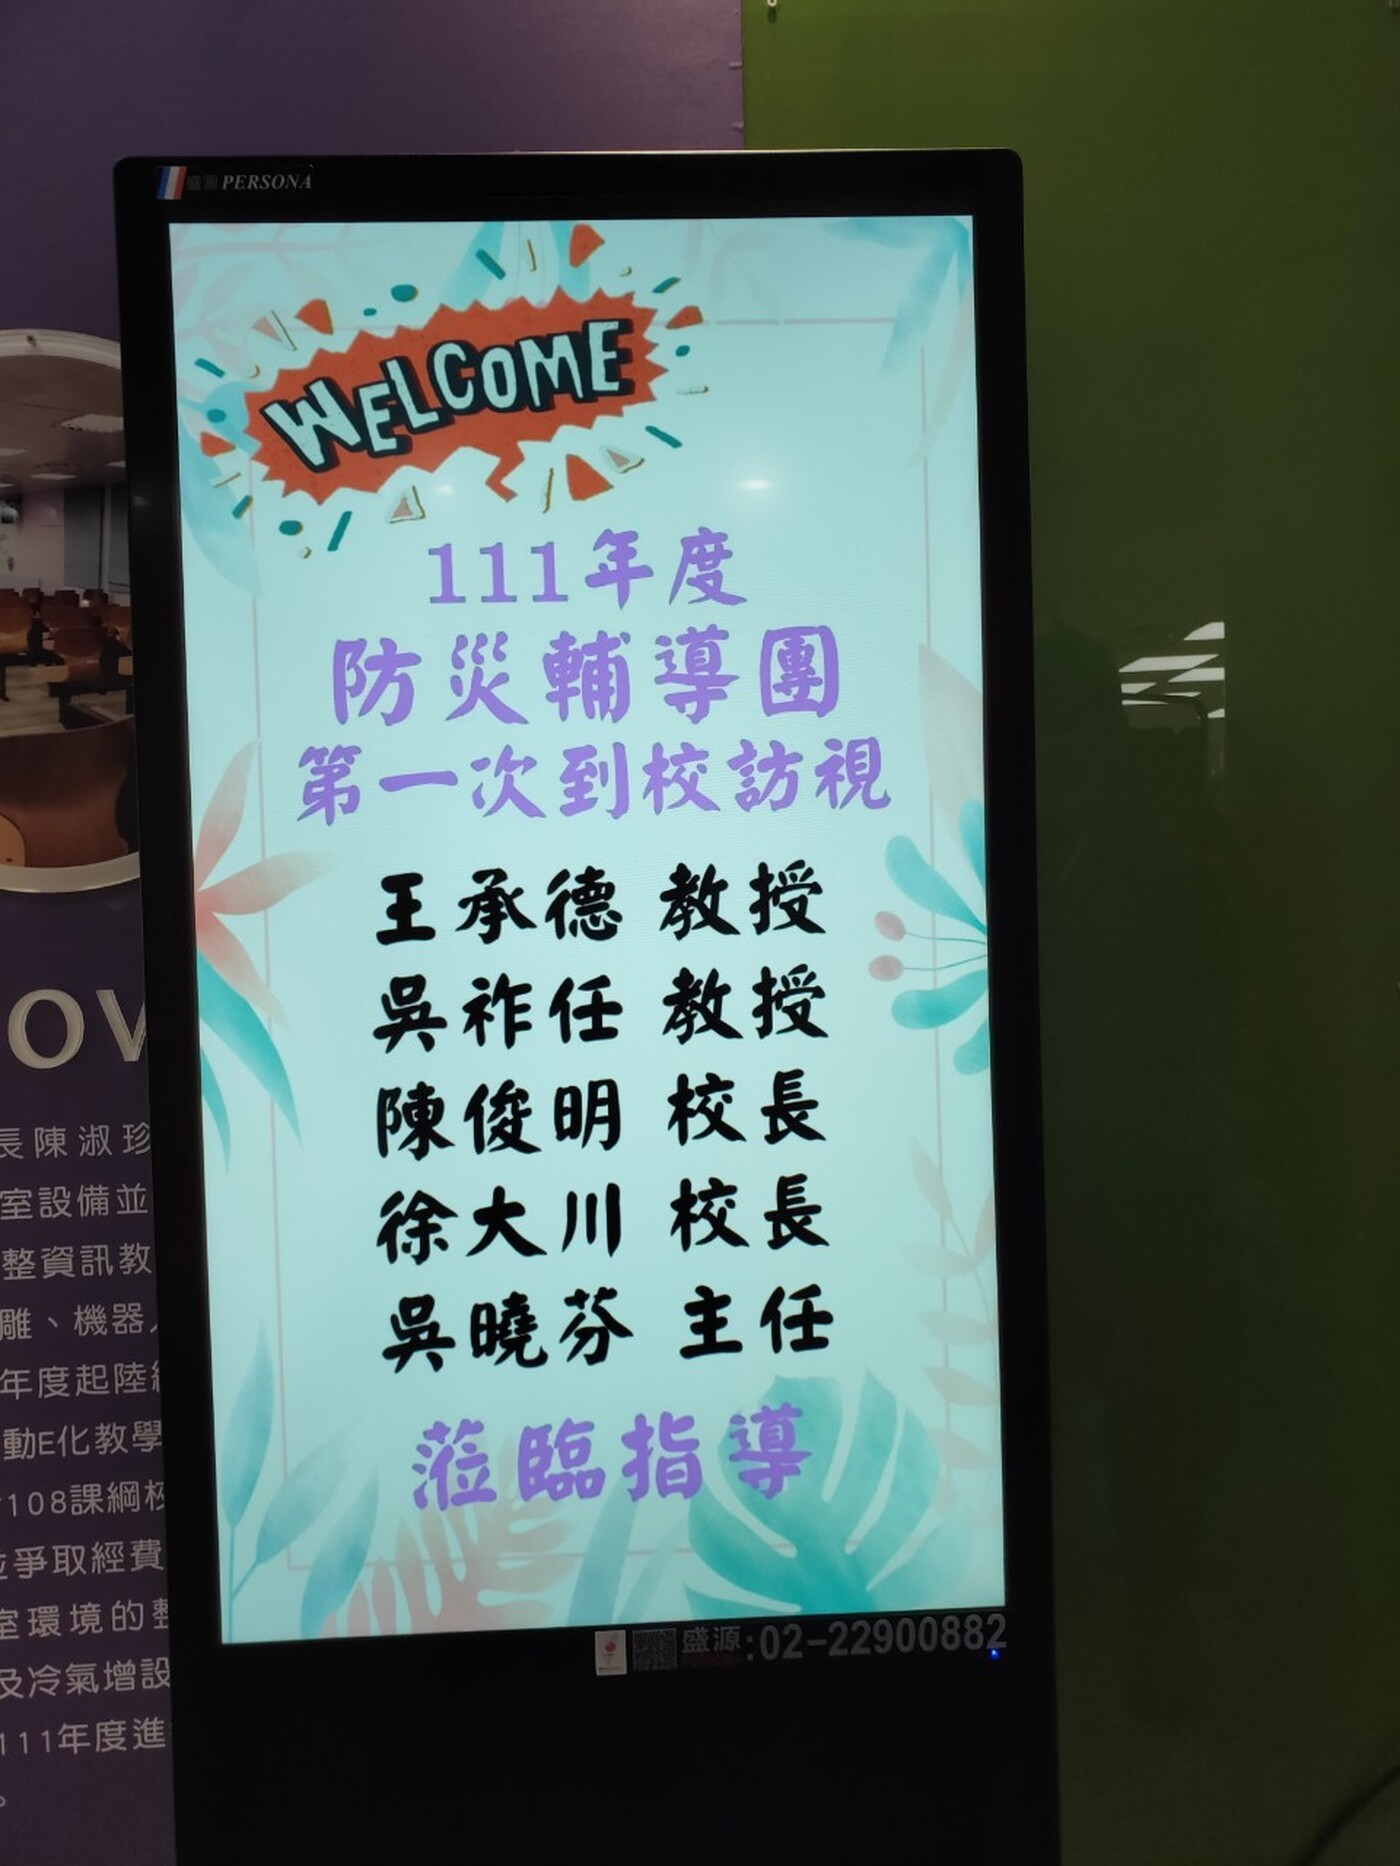 盛源 PERSONA
WELCOME
111年度
防災輔導團
第一次到校訪視
王承德 教授
吳祚任 教授
陳俊明 校長
徐大川 校長
吳曉芬 主任
蒞臨指導
盛源:02-22900882
OV
長陳淑珍
室設備並
整資訊教
雕、機器
年度起陸
動E化教學
108課綱校
爭取經費
室環境的整
及冷氣增設
111年度進
。